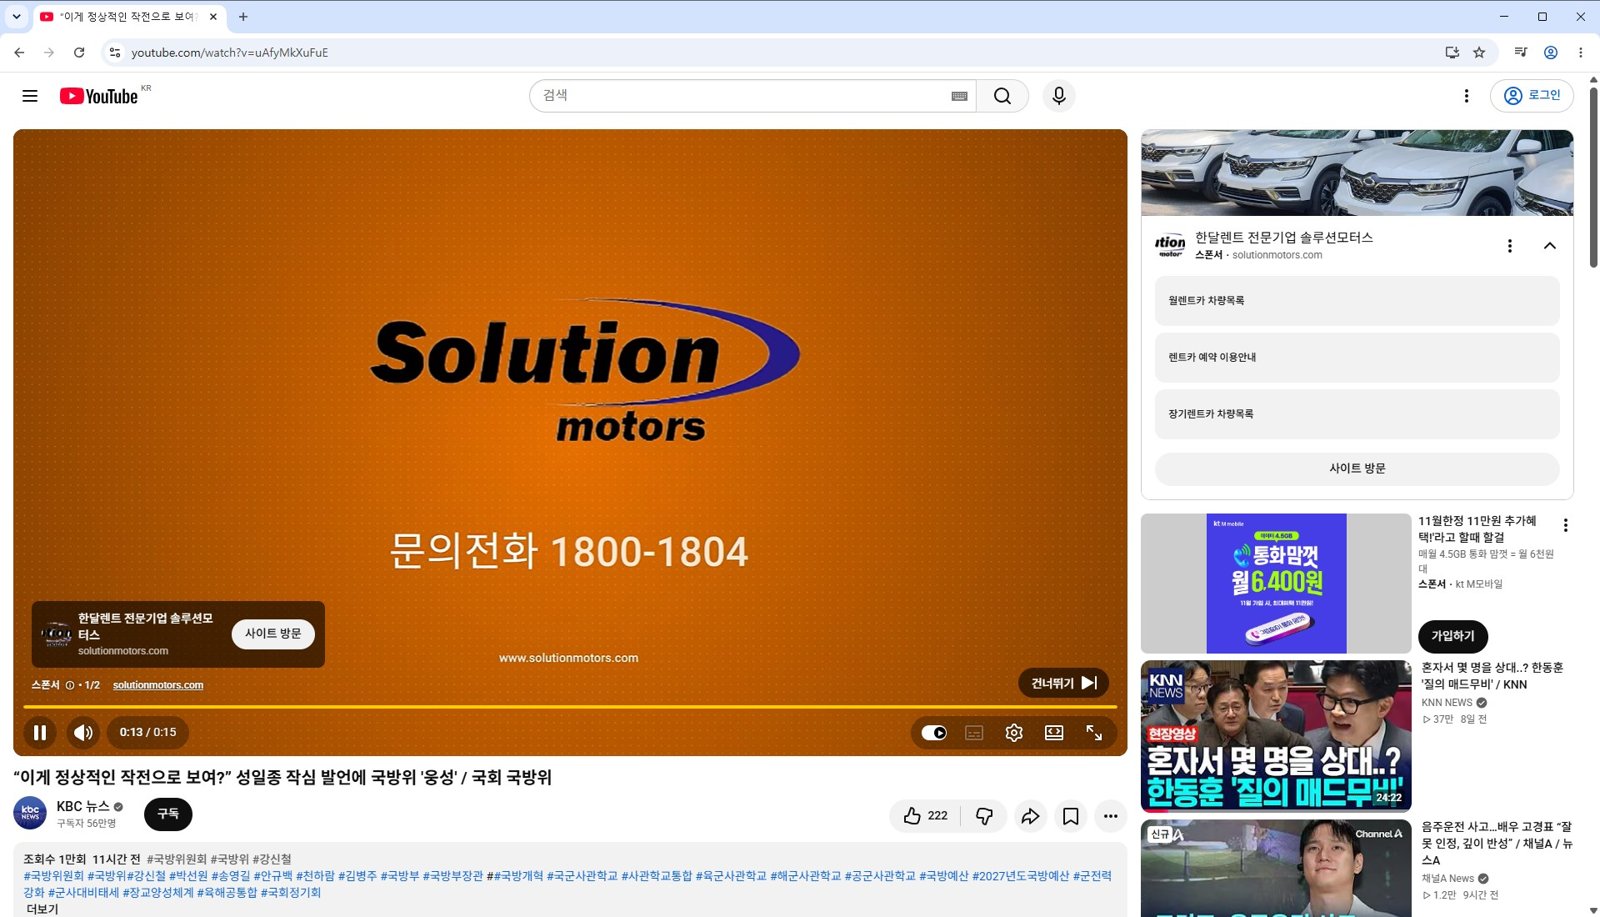 “이게 정상적인 작전으로 보여?
youtube.com/watch?v=uAfyMkXuFuE
YouTube KR
검색
로그인
Solution
motors
문의전화 1800-1804
한달렌트 전문기업 솔루션모
터스
solutionmotors.com
사이트 방문
www.solutionmotors.com
스폰서 · 1/2 solutionmotors.com
건너뛰기
0:13 / 0:15
“이게 정상적인 작전으로 보여?” 성일종 작심 발언에 국방위 '웅성' / 국회 국방위
kbc
NEWS
KBC 뉴스
구독자 56만명
구독
222
조회수 1만회 11시간 전 #국방위원회 #국방위 #강신철
#국방위원회 #국방위#강신철 #박선원 #송영길 #안규백 #천하람 #김병주 #국방부 #국방부장관 ##국방개혁 #국군사관학교 #사관학교통합 #육군사관학교 #해군사관학교 #공군사관학교 #국방예산 #2027년도국방예산 #군전력
강화 #군사대비태세 #장교양성체계 #육해공통합 #국회정기회
더보기
ition
motor
한달렌트 전문기업 솔루션모터스
스폰서 · solutionmotors.com
월렌트카 차량목록
렌트카 예약 이용안내
장기렌트카 차량목록
사이트 방문
kt M mobile
데이터 4.5GB
통화맘껏
월6,400원
11월한정 11만원 추가혜
택!'라고 할때 할걸
매월 4.5GB 통화 맘껏 = 월 6천원
대
스폰서 · kt M모바일
가입하기
KNN
NEWS
현장영상
혼자서 몇 명을 상대..?
한동훈 '질의 매드무비'
24:22
혼자서 몇 명을 상대..? 한동훈
'질의 매드무비' / KNN
KNN NEWS
37만 8일 전
신규
Channel A
음주운전 사고...배우 고경표 “잘
못 인정, 깊이 반성” / 채널A / 뉴
스A
채널A News
1.2만 9시간 전